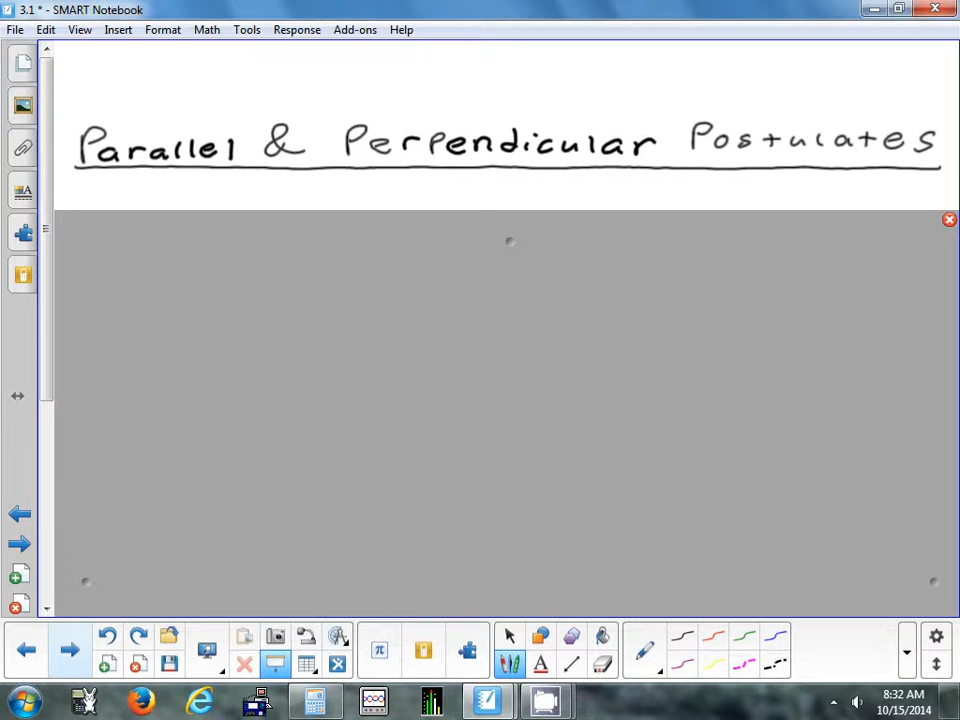 3.1 * - SMART Notebook
File Edit View Insert Format Math Tools Response Add-ons Help
Parallel & Perpendicular Postulates
8:32 AM
10/15/2014